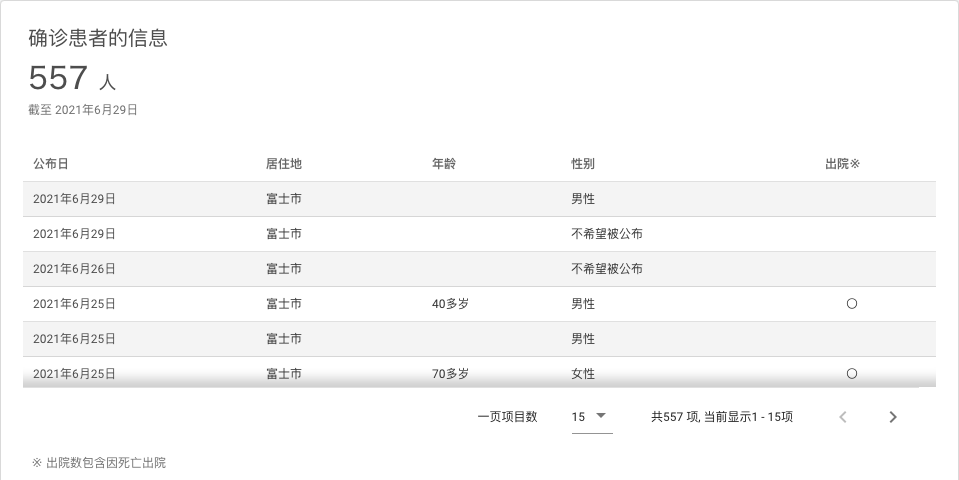 确诊患者的信息
557 人
截至 2021年6月29日
公布日 居住地 年龄 性别 出院※
2021年6月29日 富士市 男性
2021年6月29日 富士市 不希望被公布
2021年6月26日 富士市 不希望被公布
2021年6月25日 富士市 40多岁 男性 〇
2021年6月25日 富士市 男性
2021年6月25日 富士市 70多岁 女性 〇
一页项目数 15 共557 项, 当前显示1 - 15项
※ 出院数包含因死亡出院